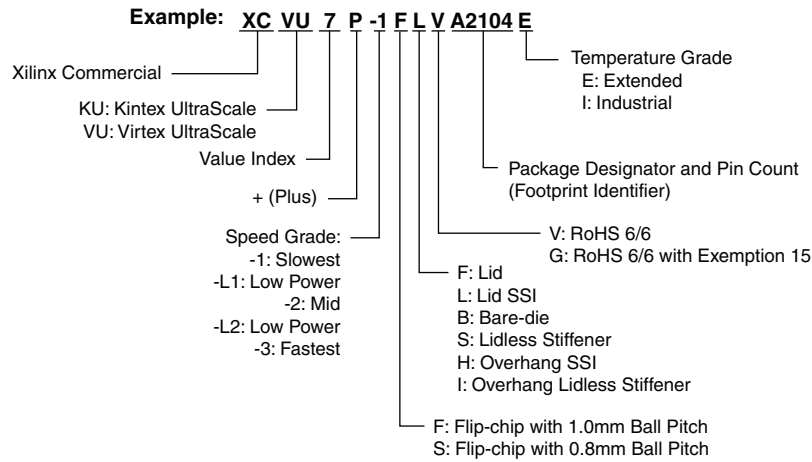 Example: XC VU 7 P -1 F L V A2104 E
Xilinx Commercial
KU: Kintex UltraScale
VU: Virtex UltraScale
Value Index
+ (Plus)
Speed Grade:
-1: Slowest
-L1: Low Power
-2: Mid
-L2: Low Power
-3: Fastest
Temperature Grade
E: Extended
I: Industrial
Package Designator and Pin Count
(Footprint Identifier)
V: RoHS 6/6
G: RoHS 6/6 with Exemption 15
F: Lid
L: Lid SSI
B: Bare-die
S: Lidless Stiffener
H: Overhang SSI
I: Overhang Lidless Stiffener
F: Flip-chip with 1.0mm Ball Pitch
S: Flip-chip with 0.8mm Ball Pitch